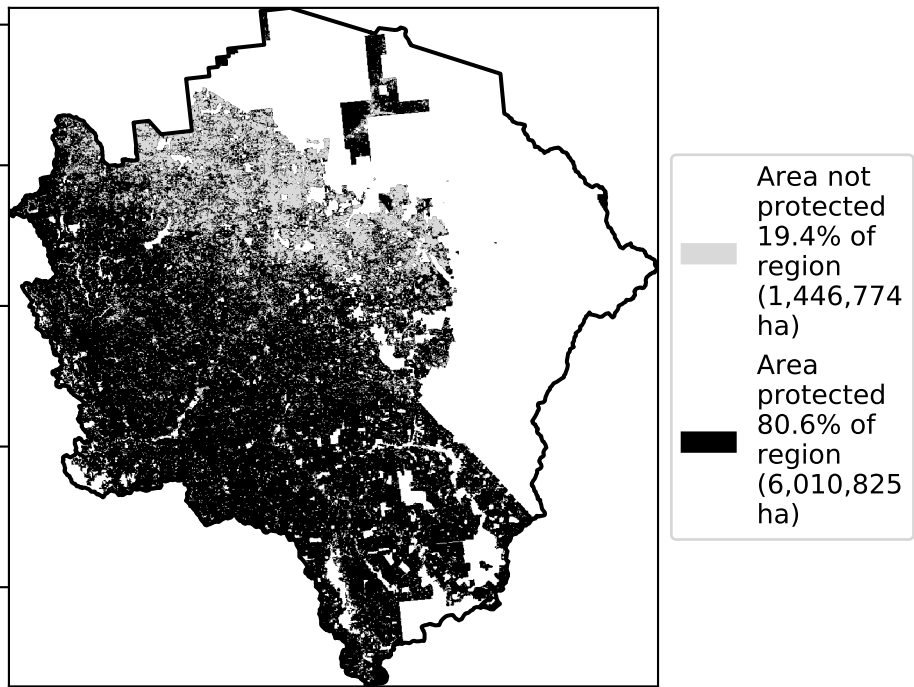 Area not
protected
19.4% of
region
(1,446,774
ha)
Area
protected
80.6% of
region
(6,010,825
ha)